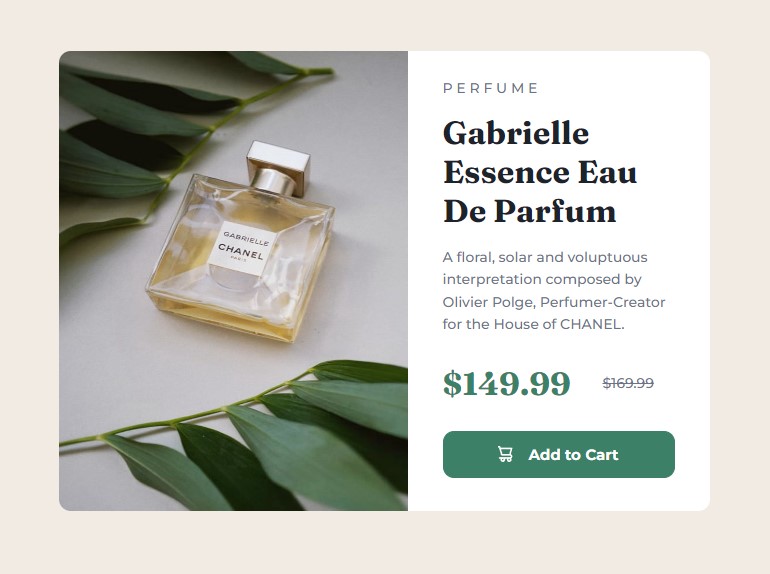 GABRIELLE
CHANEL
PARIS
PERFUME
Gabrielle
Essence Eau
De Parfum
A floral, solar and voluptuous
interpretation composed by
Olivier Polge, Perfumer-Creator
for the House of CHANEL.
$149.99 $169.99
Add to Cart